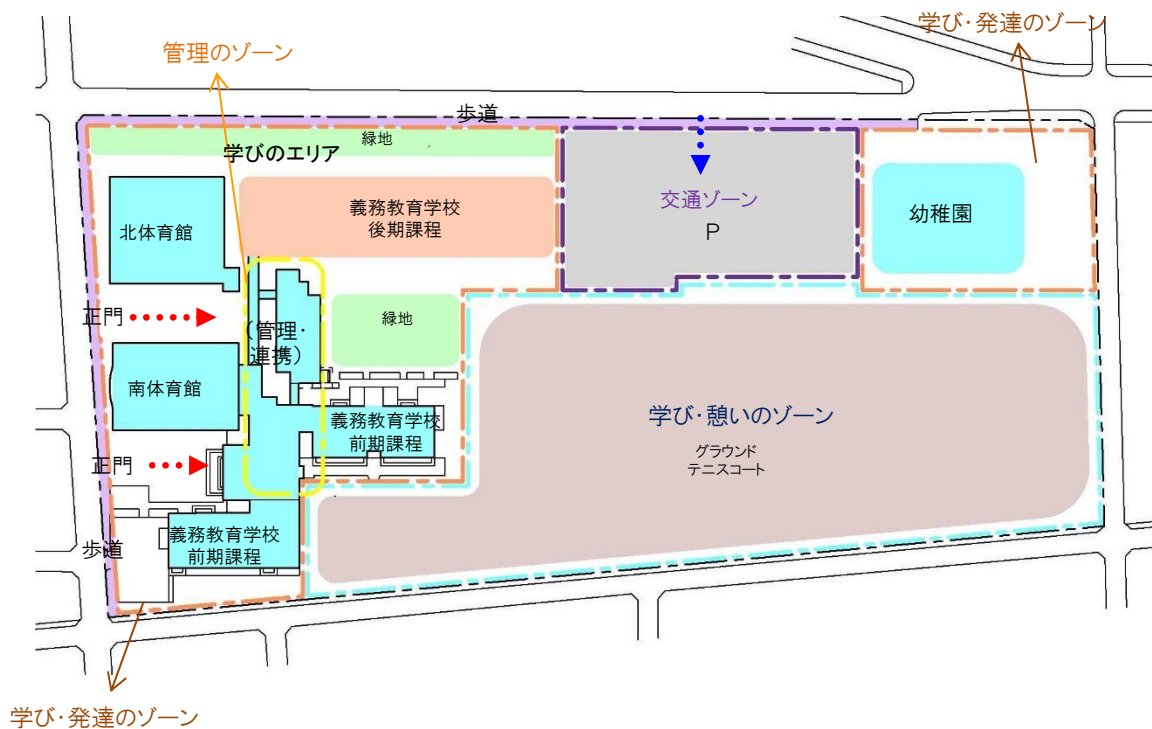 学び・発達のゾーン
管理のゾーン
歩道
緑地
学びのエリア
義務教育学校
後期課程
交通ゾーン
P
幼稚園
北体育館
正門
緑地
(管理・
連携)
南体育館
義務教育学校
前期課程
学び・憩いのゾーン
グラウンド
テニスコート
正門
義務教育学校
前期課程
歩道
学び・発達のゾーン